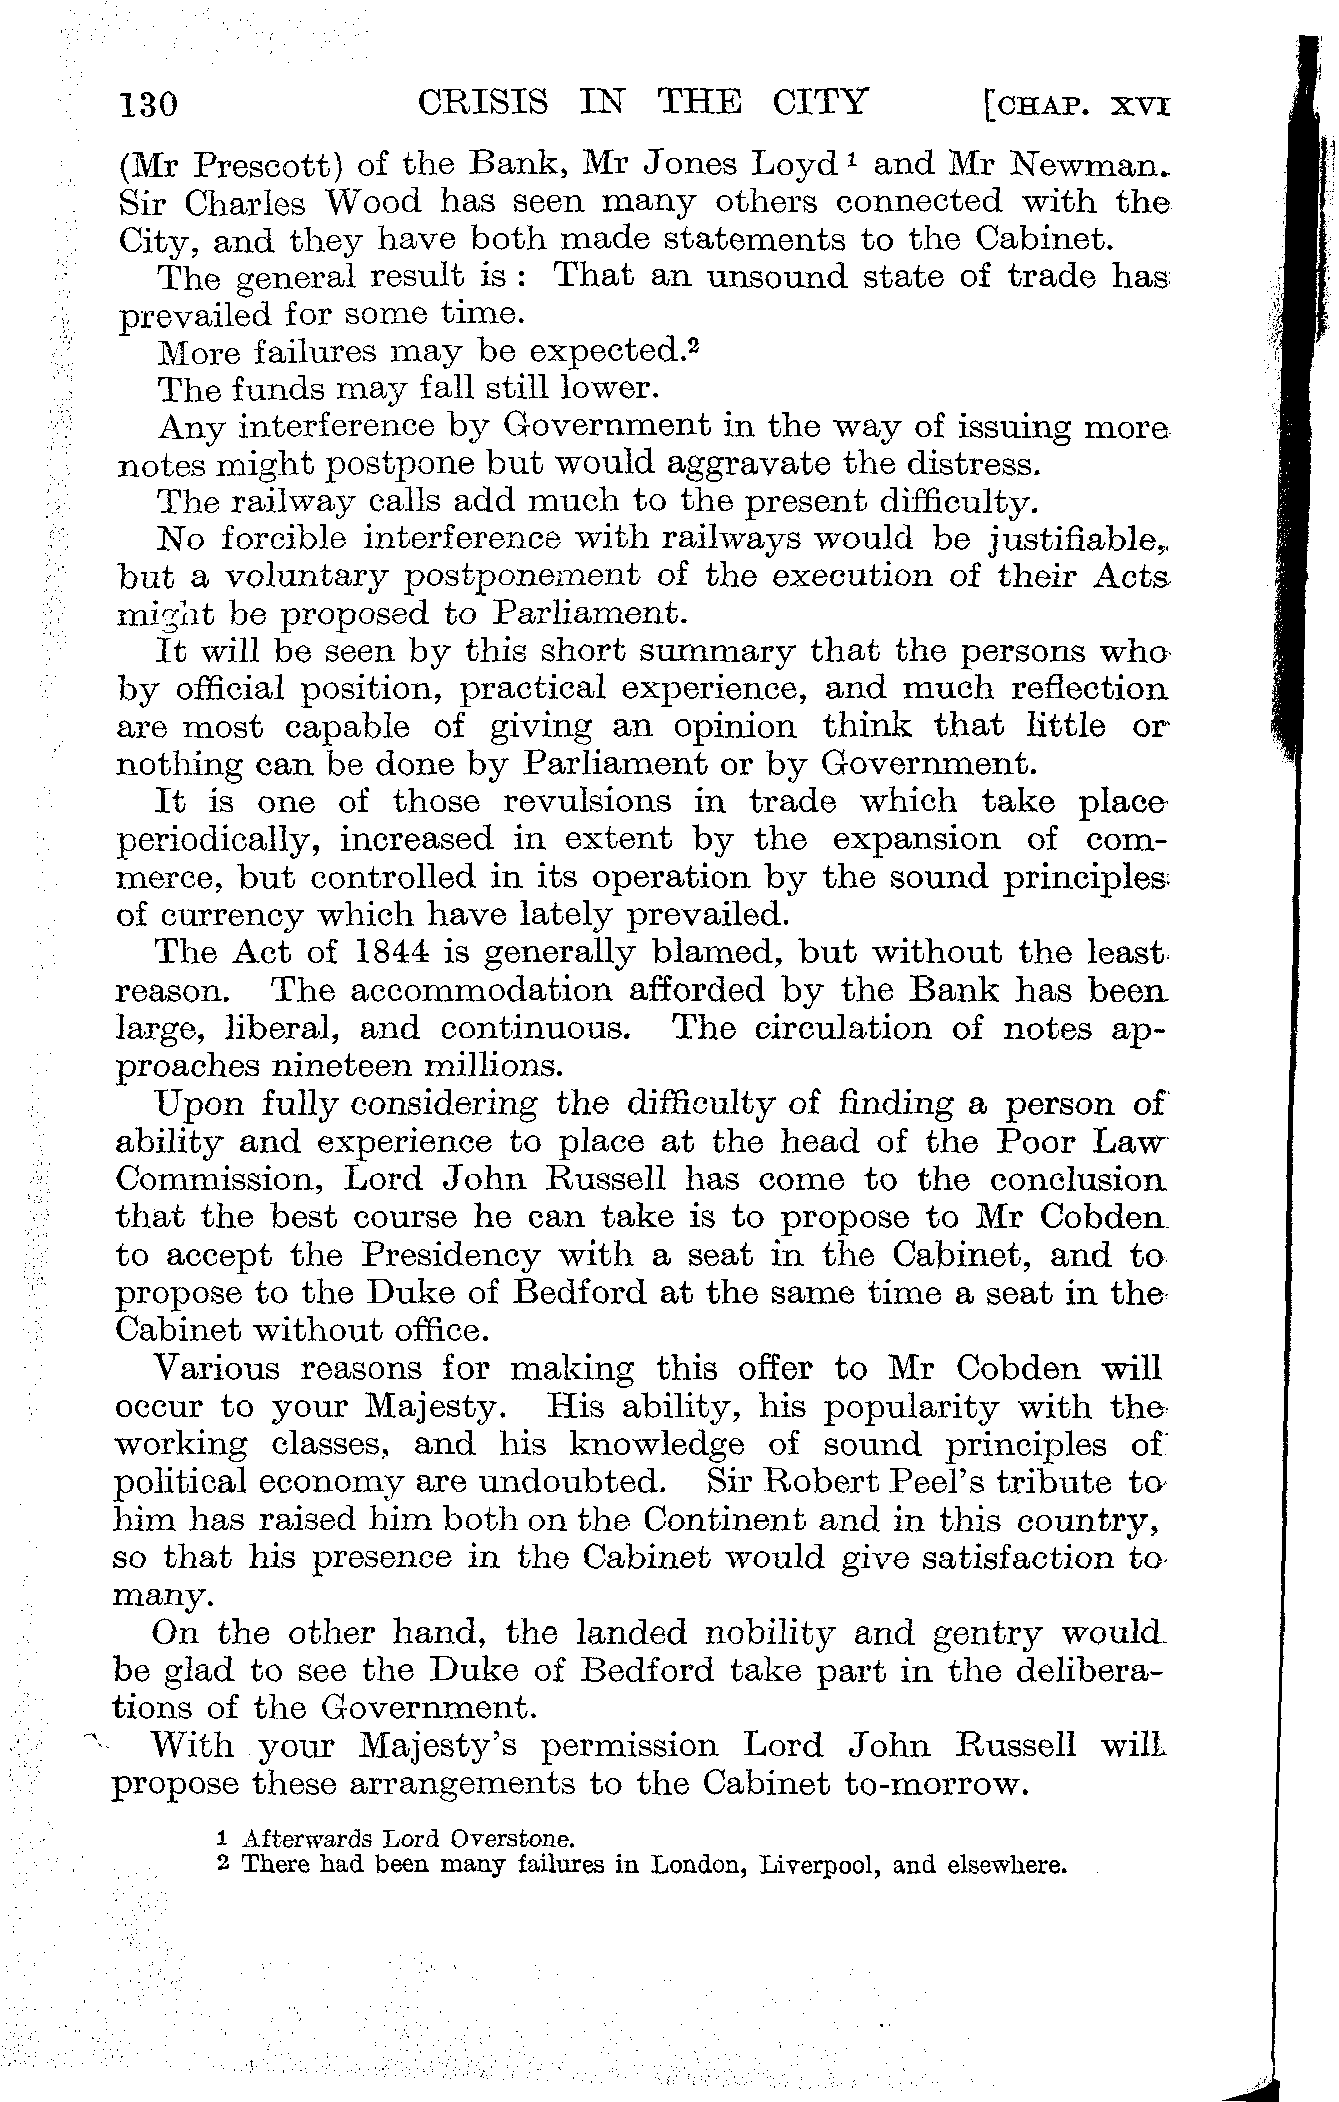 130 CRISIS IN THE CITY [CHAP. XVI
(Mr Prescott) of the Bank, Mr Jones Loyd 1 and Mr Newman.
Sir Charles Wood has seen many others connected with the
City, and they have both made statements to the Cabinet.
The general result is : That an unsound state of trade has
prevailed for some time.
More failures may be expected.2
The funds may fall still lower.
Any interference by Government in the way of issuing more
notes might postpone but would aggravate the distress.
The railway calls add much to the present difficulty.
No forcible interference with railways would be justifiable,
but a voluntary postponement of the execution of their Acts
might be proposed to Parliament.
It will be seen by this short summary that the persons who
by official position, practical experience, and much reflection
are most capable of giving an opinion think that little or
nothing can be done by Parliament or by Government.
It is one of those revulsions in trade which take place
periodically, increased in extent by the expansion of com-
merce, but controlled in its operation by the sound principles
of currency which have lately prevailed.
The Act of 1844 is generally blamed, but without the least
reason. The accommodation afforded by the Bank has been
large, liberal, and continuous. The circulation of notes ap-
proaches nineteen millions.
Upon fully considering the difficulty of finding a person of
ability and experience to place at the head of the Poor Law
Commission, Lord John Russell has come to the conclusion
that the best course he can take is to propose to Mr Cobden
to accept the Presidency with a seat in the Cabinet, and to
propose to the Duke of Bedford at the same time a seat in the
Cabinet without office.
Various reasons for making this offer to Mr Cobden will
occur to your Majesty. His ability, his popularity with the
working classes, and his knowledge of sound principles of
political economy are undoubted. Sir Robert Peel's tribute to
him has raised him both on the Continent and in this country,
so that his presence in the Cabinet would give satisfaction to
many.
On the other hand, the landed nobility and gentry would
be glad to see the Duke of Bedford take part in the delibera-
tions of the Government.
With your Majesty's permission Lord John Russell will
propose these arrangements to the Cabinet to-morrow.
1 Afterwards Lord Overstone.
2 There had been many failures in London, Liverpool, and elsewhere.